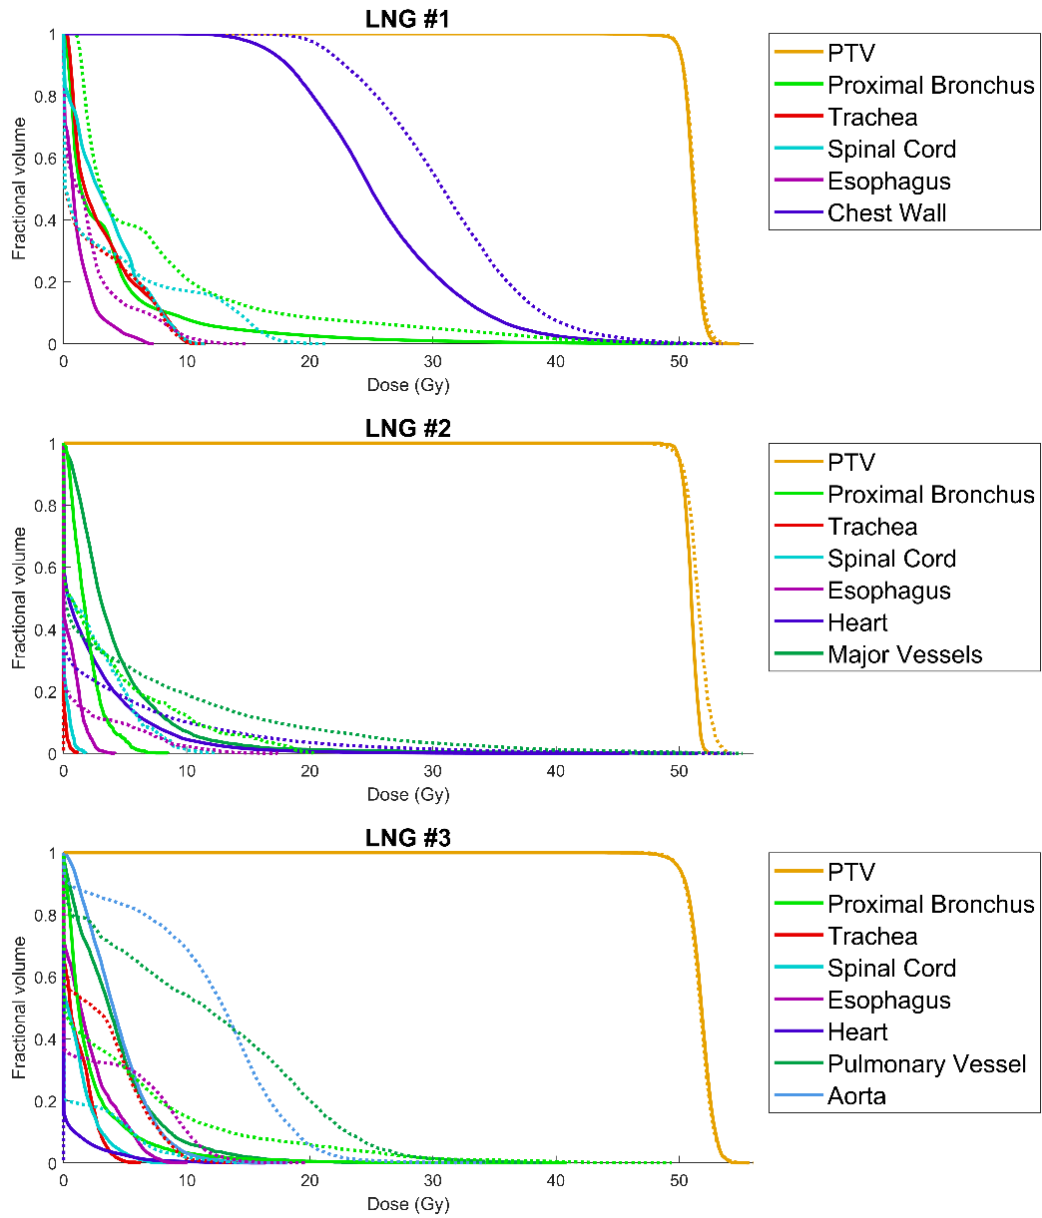 LNG #1
1
0.8
0.6
0.4
0.2
0
Fractional volume
0 10 20 30 40 50
Dose (Gy)
PTV
Proximal Bronchus
Trachea
Spinal Cord
Esophagus
Chest Wall
LNG #2
1
0.8
0.6
0.4
0.2
0
Fractional volume
0 10 20 30 40 50
Dose (Gy)
PTV
Proximal Bronchus
Trachea
Spinal Cord
Esophagus
Heart
Major Vessels
LNG #3
1
0.8
0.6
0.4
0.2
0
Fractional volume
0 10 20 30 40 50
Dose (Gy)
PTV
Proximal Bronchus
Trachea
Spinal Cord
Esophagus
Heart
Pulmonary Vessel
Aorta